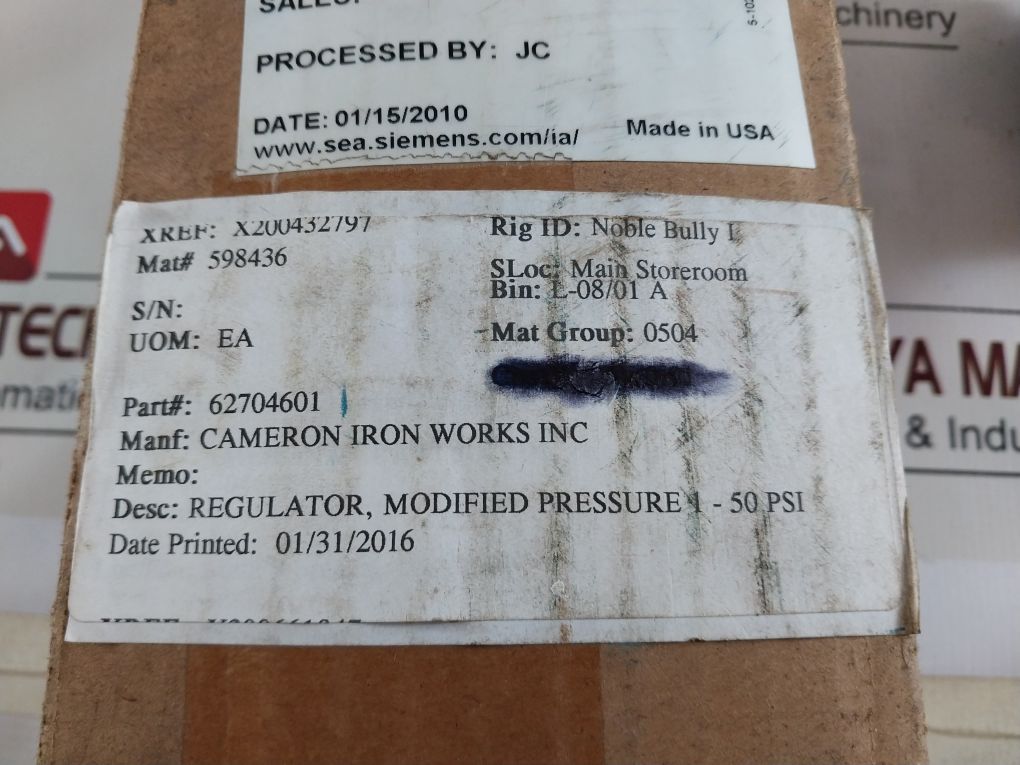 PROCESSED BY: JC
DATE: 01/15/2010
www.sea.siemens.com/ia/
Made in USA
chinery
XREF: X200432797
Mat# 598436
S/N:
UOM: EA
Part#: 62704601
Manf: CAMERON IRON WORKS INC
Memo:
Desc: REGULATOR, MODIFIED PRESSURE 1 - 50 PSI
Date Printed: 01/31/2016
Rig ID: Noble Bully I
SLoc: Main Storeroom
Bin: L-08/01 A
Mat Group: 0504
TECH
mati
YA MA
& Indu